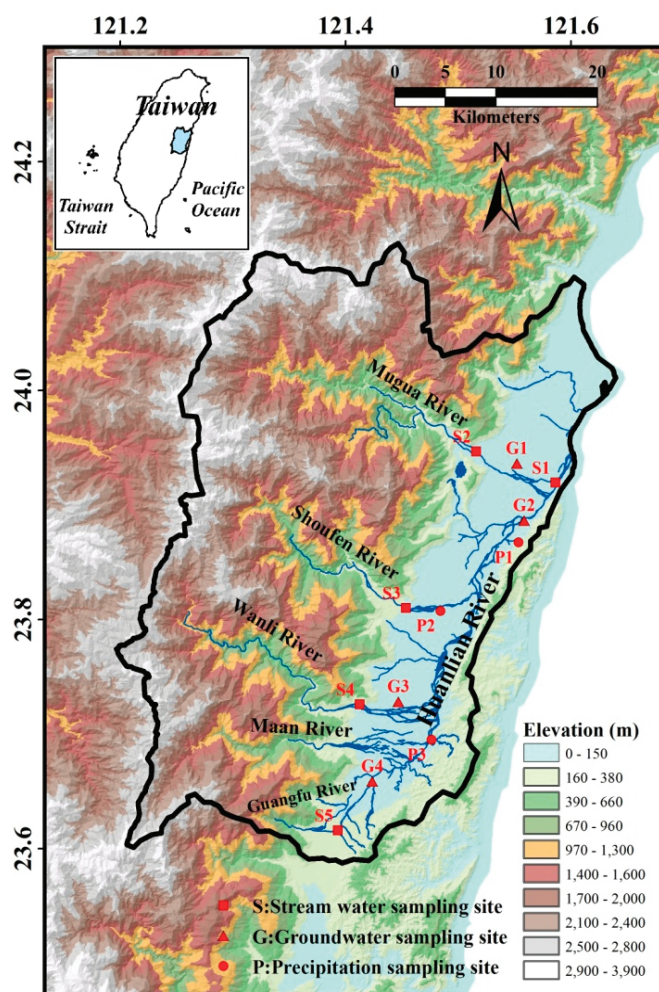 121.2 121.4 121.6
Taiwan
Taiwan
Strait
Pacific
Ocean
0 5 10 20
Kilometers
N
24.2
24.0
23.8
23.6
Mugua River
S2
G1
S1
G2
P1
Shoufen River
S3
P2
Huanlian River
Wanli River
S4
G3
Maan River
P3
G4
Guangfu River
S5
Elevation (m)
0 - 150
160 - 380
390 - 660
670 - 960
970 - 1,300
1,400 - 1,600
1,700 - 2,000
2,100 - 2,400
2,500 - 2,800
2,900 - 3,900
S:Stream water sampling site
G:Groundwater sampling site
P:Precipitation sampling site